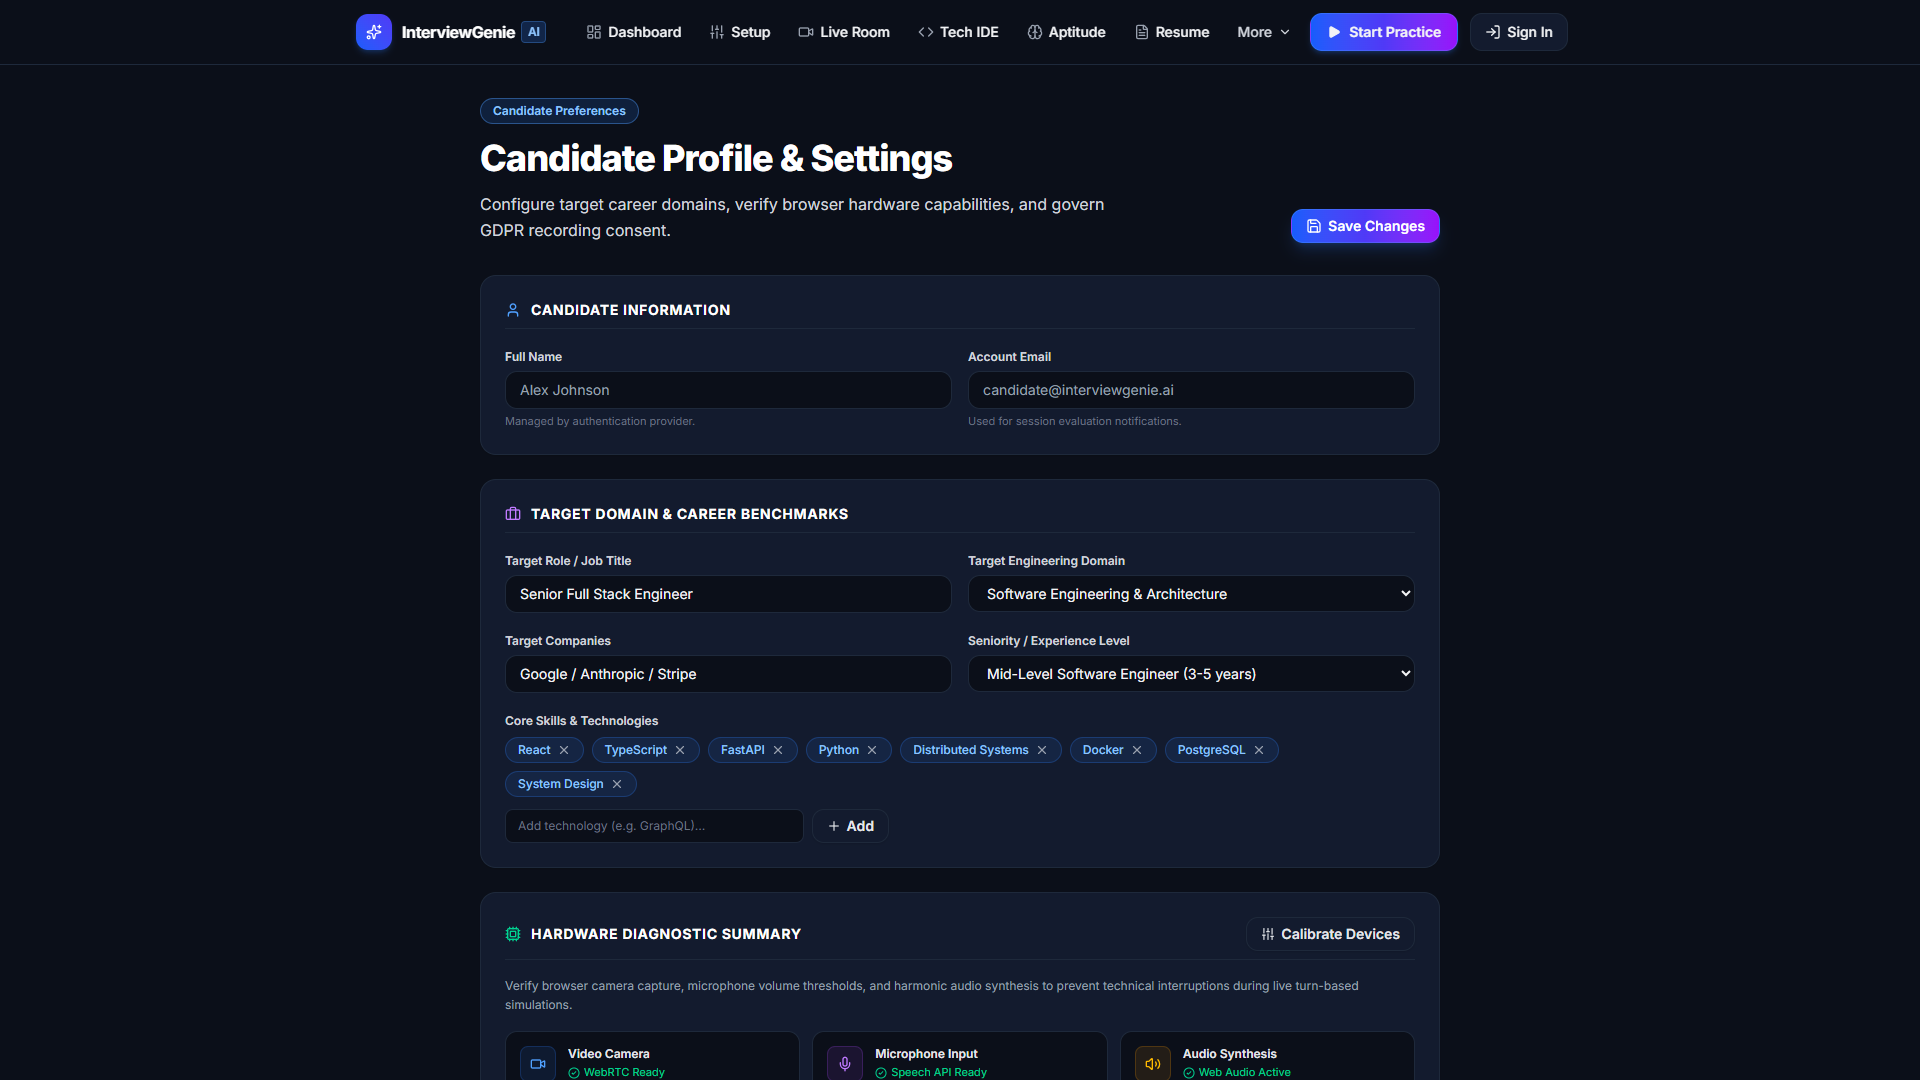 InterviewGenie AI Dashboard Setup Live Room Tech IDE Aptitude Resume More Start Practice Sign In
Candidate Preferences
Candidate Profile & Settings
Configure target career domains, verify browser hardware capabilities, and govern
GDPR recording consent.
Save Changes
CANDIDATE INFORMATION
Full Name Account Email
Alex Johnson candidate@interviewgenie.ai
Managed by authentication provider. Used for session evaluation notifications.
TARGET DOMAIN & CAREER BENCHMARKS
Target Role / Job Title Target Engineering Domain
Senior Full Stack Engineer Software Engineering & Architecture
Target Companies Seniority / Experience Level
Google / Anthropic / Stripe Mid-Level Software Engineer (3-5 years)
Core Skills & Technologies
React TypeScript FastAPI Python Distributed Systems Docker PostgreSQL
System Design
Add technology (e.g. GraphQL)... Add
HARDWARE DIAGNOSTIC SUMMARY Calibrate Devices
Verify browser camera capture, microphone volume thresholds, and harmonic audio synthesis to prevent technical interruptions during live turn-based
simulations.
Video Camera Microphone Input Audio Synthesis
WebRTC Ready Speech API Ready Web Audio Active